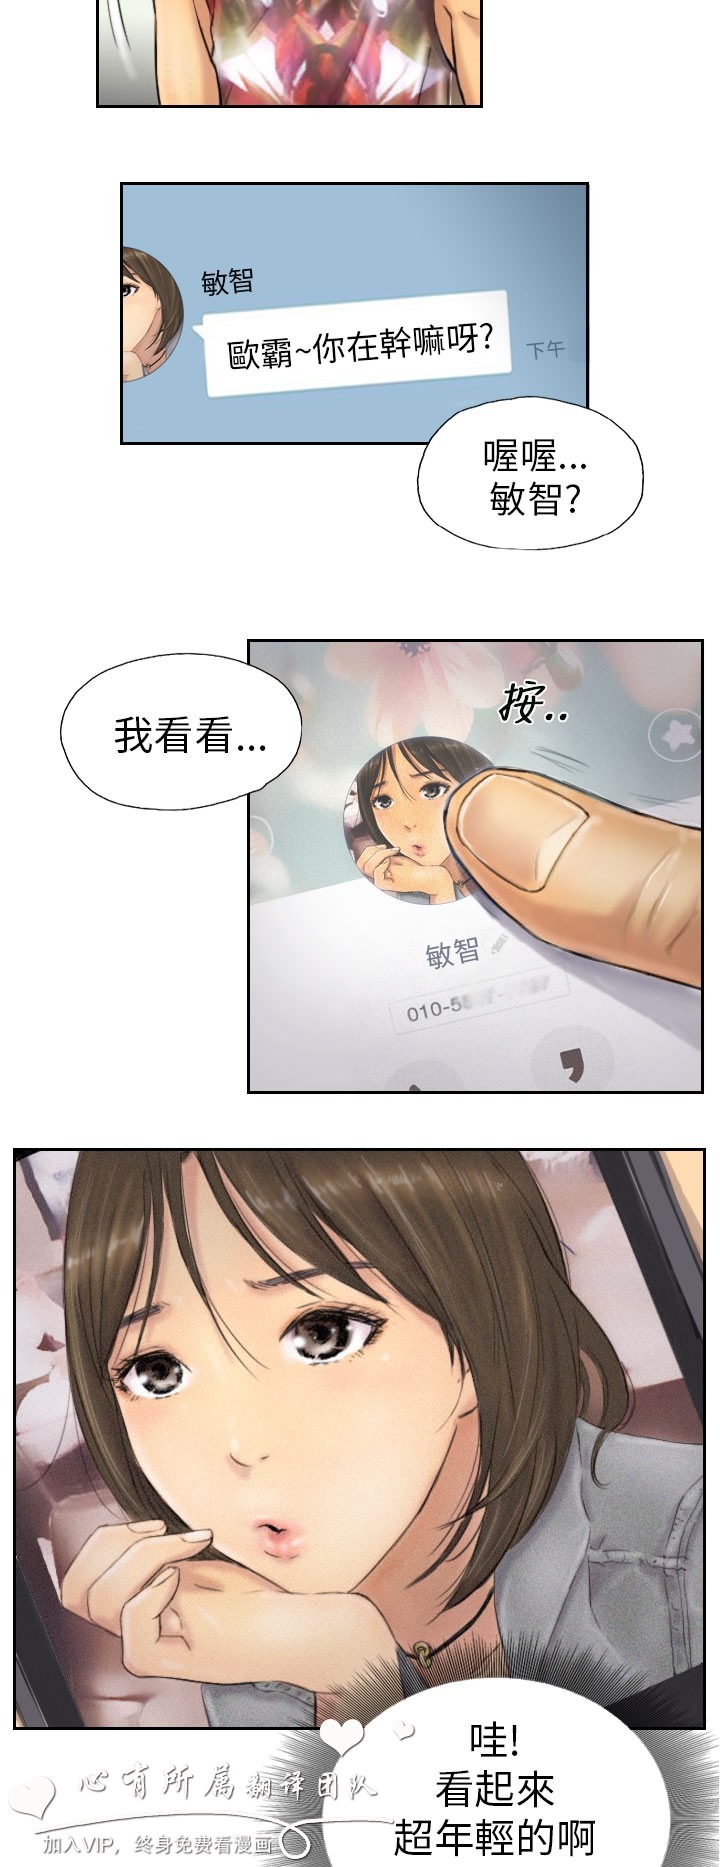 敏智
歐霸~你在幹嘛呀?
下午
喔喔...
敏智?
我看看...
按..
敏智
010-5
哇!
看起來
超年輕的啊
心有所属翻译团队
加入VIP，终身免费看漫画